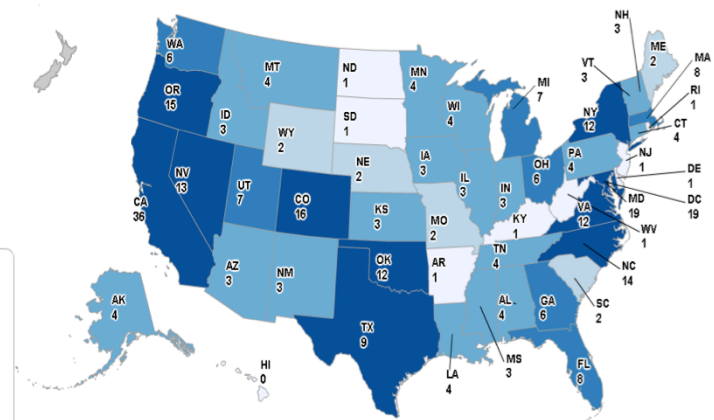 NH
3
ME
2
WA
6
VT
3
MA
8
MT
4
ND
1
MN
4
MI
7
RI
1
OR
15
NY
12
CT
4
ID
3
SD
1
WI
4
WY
2
PA
4
NJ
1
IA
3
NE
2
OH
6
DE
1
NV
13
IL
3
IN
3
UT
7
CA
36
CO
16
MD
19
DC
19
KS
3
MO
2
VA
12
KY
1
WV
1
TN
4
NC
14
OK
12
AR
1
AZ
3
NM
3
AK
4
AL
4
GA
6
SC
2
TX
9
MS
3
LA
4
FL
8
HI
0